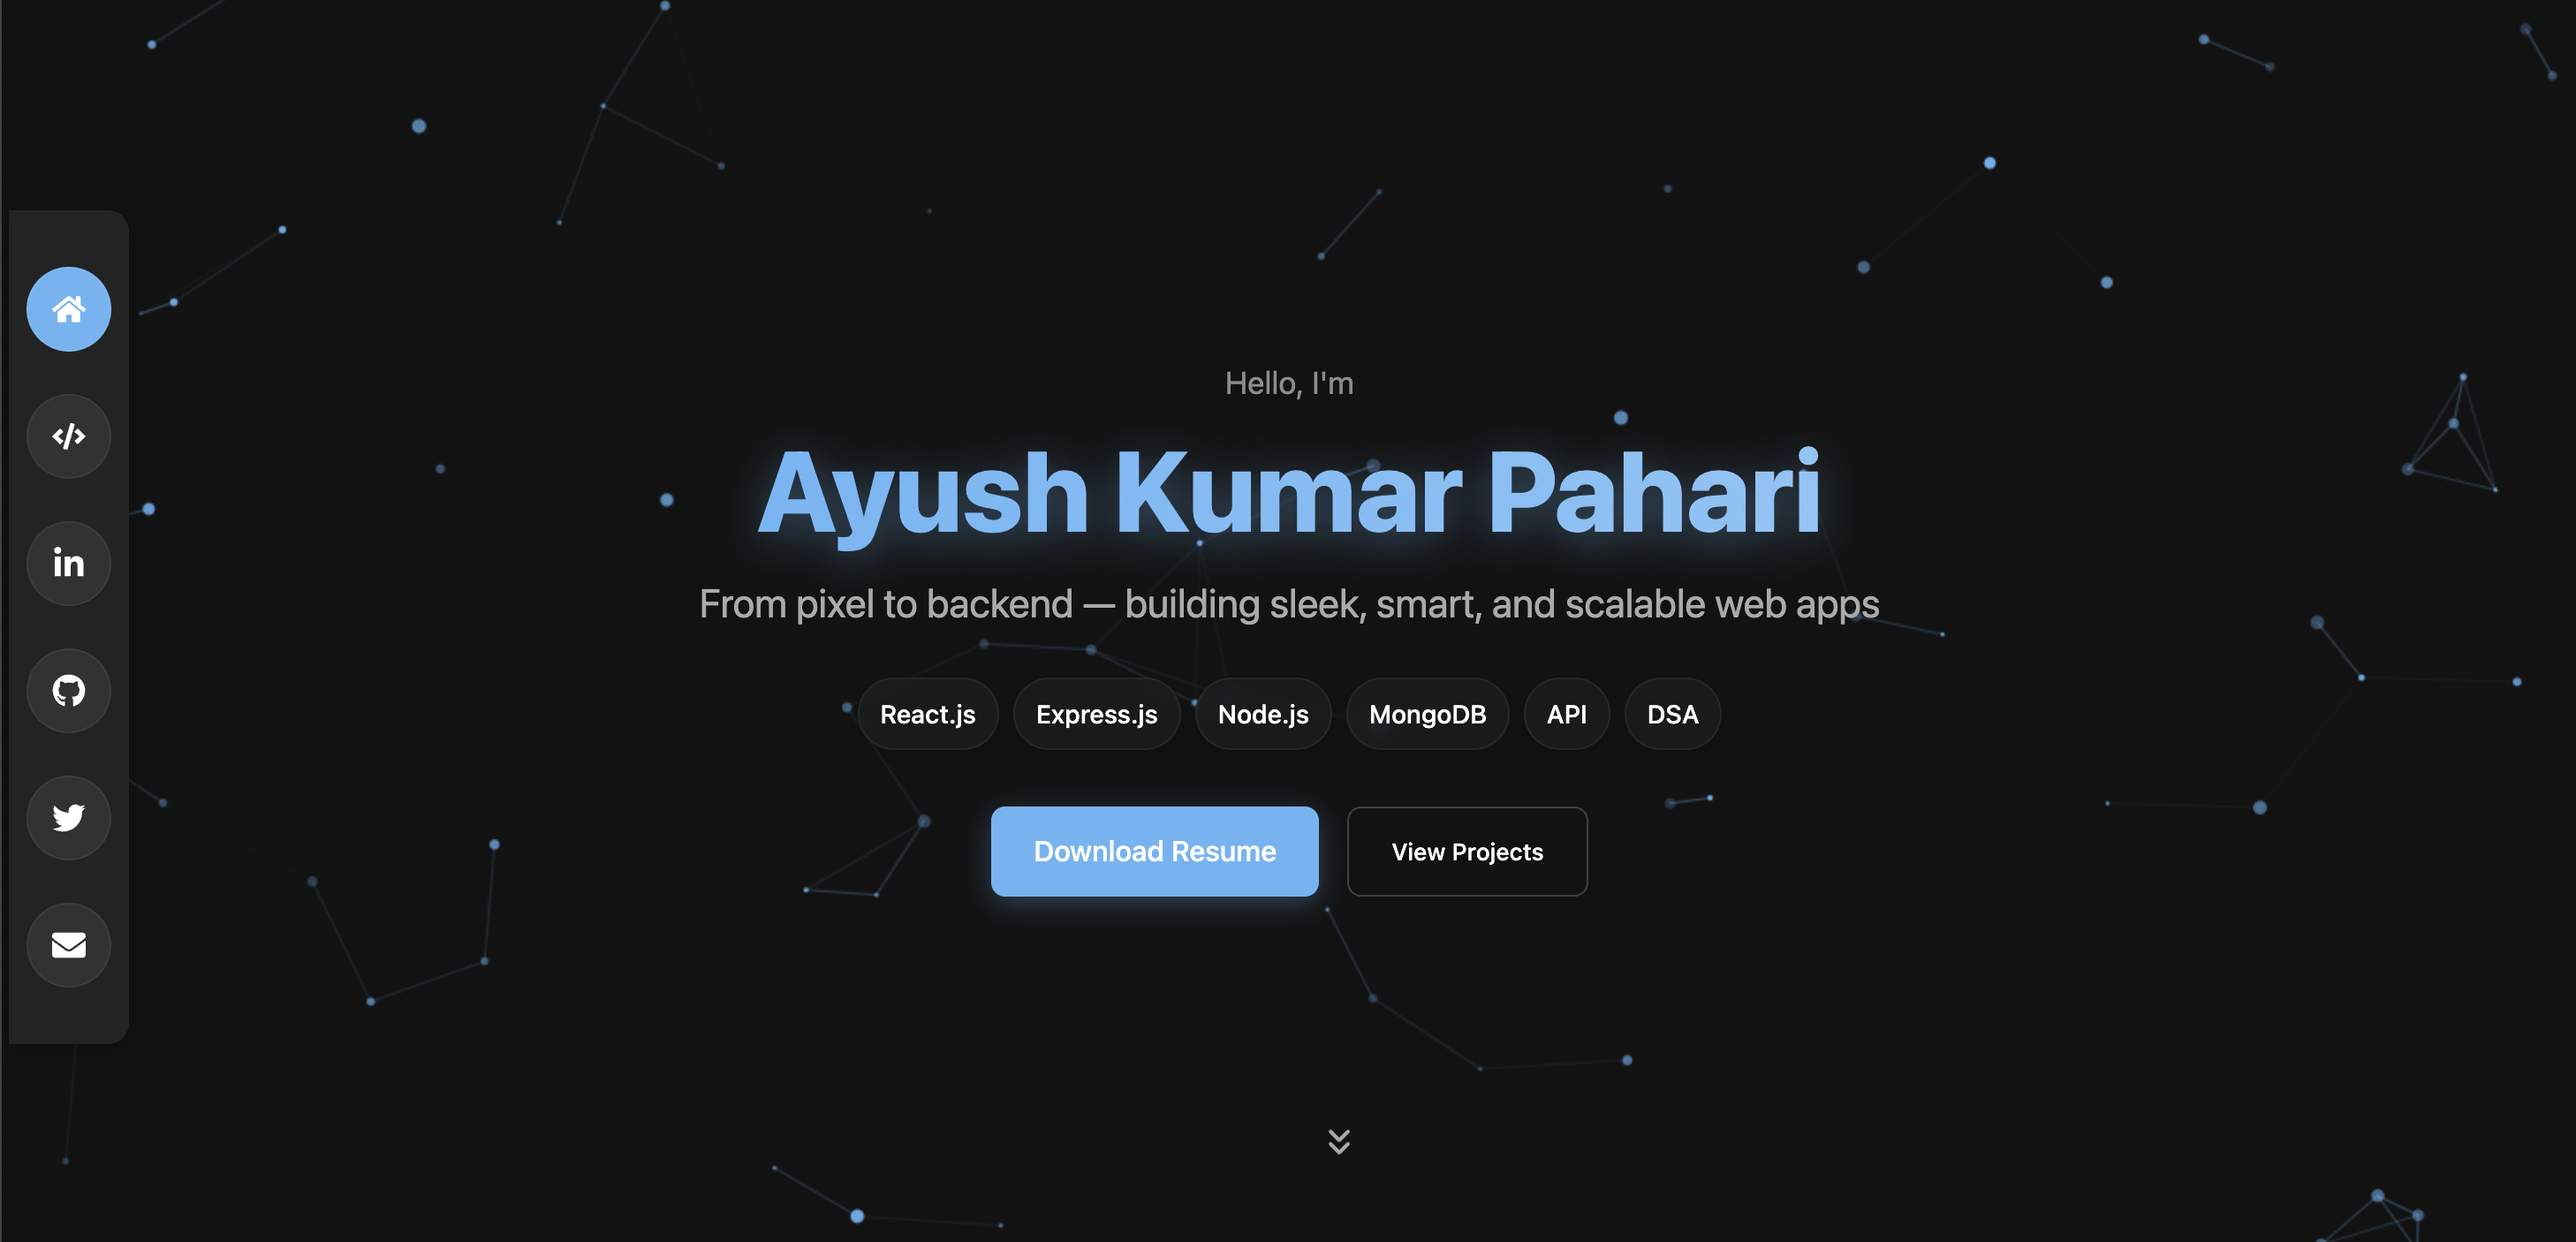 Hello, I'm
Ayush Kumar Pahari
From pixel to backend — building sleek, smart, and scalable web apps
React.js Express.js Node.js MongoDB API DSA
Download Resume View Projects